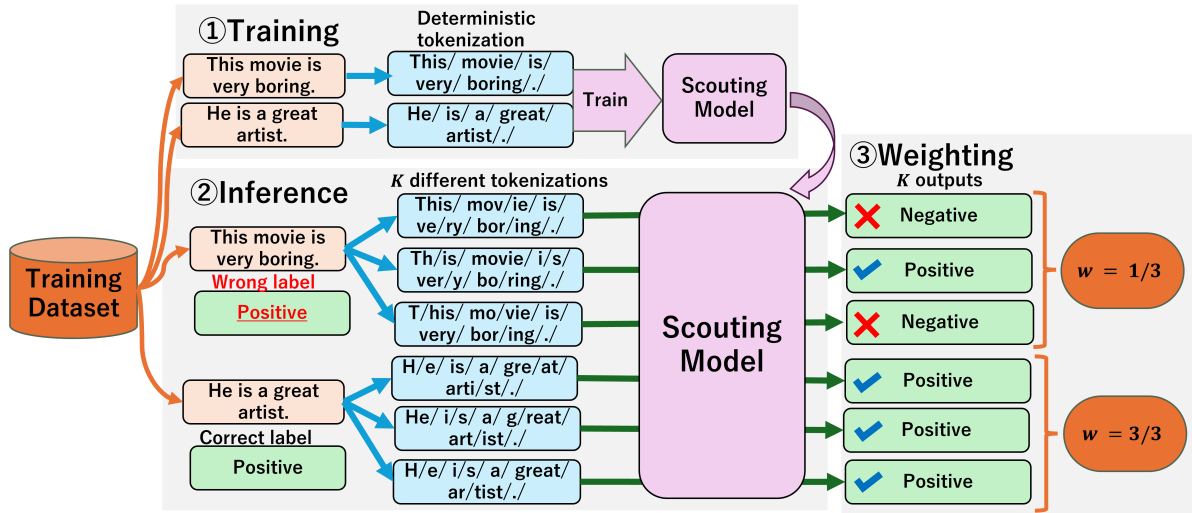 ①Training
Deterministic
tokenization
This movie is
very boring.
This/ movie/ is/
very/ boring/./
He is a great
artist.
He/ is/ a/ great/
artist/./
Train
Scouting
Model
②Inference
K different tokenizations
This movie is
very boring.
Wrong label
Positive
This/ mov/ie/ is/
ve/ry/ bor/ing/./
Th/is/ movie/ i/s/
ver/y/ bo/ring/./
T/his/ mo/vie/ is/
very/ bor/ing/./
Training
Dataset
He is a great
artist.
Correct label
Positive
H/e/ is/ a/ gre/at/
arti/st/./
He/ i/s/ a/ g/reat/
art/ist/./
H/e/ i/s/ a/ great/
ar/tist/./
Scouting
Model
③Weighting
K outputs
Negative
Positive
Negative
w = 1/3
Positive
Positive
Positive
w = 3/3